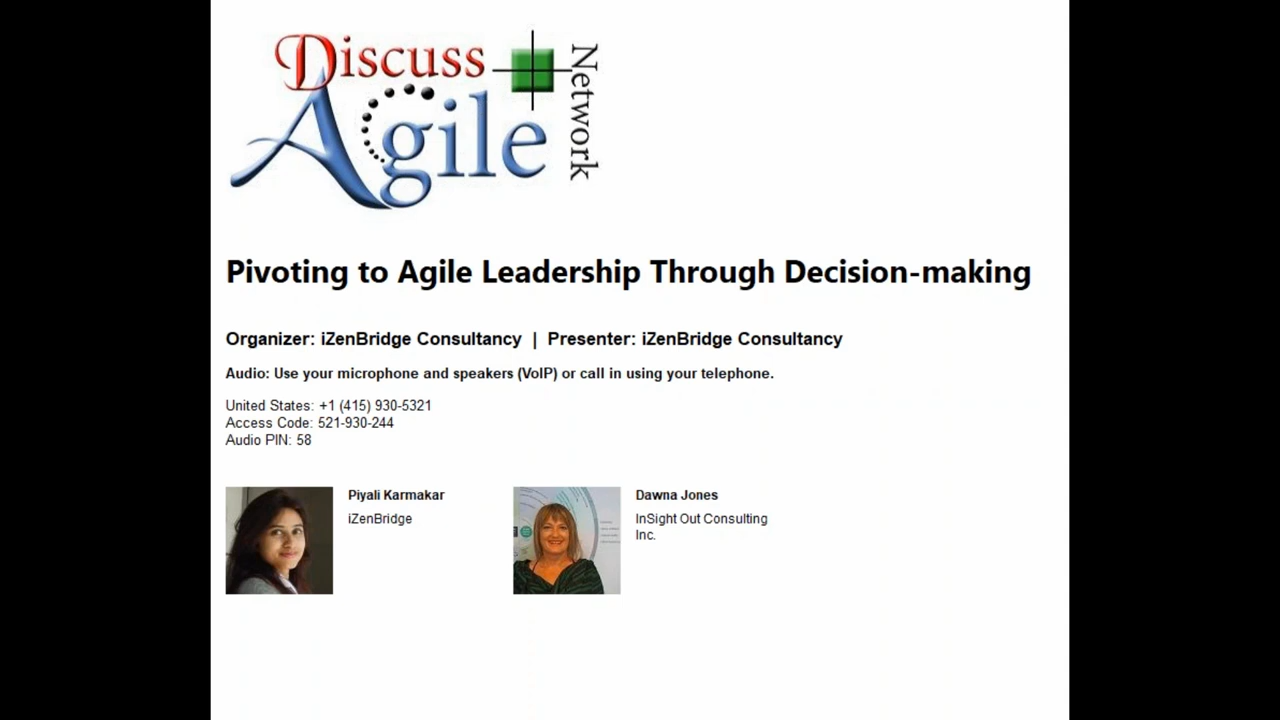 Discuss
Agile
Network
Pivoting to Agile Leadership Through Decision-making
Organizer: iZenBridge Consultancy | Presenter: iZenBridge Consultancy
Audio: Use your microphone and speakers (VoIP) or call in using your telephone.
United States: +1 (415) 930-5321
Access Code: 521-930-244
Audio PIN: 58
Piyali Karmakar
iZenBridge
Dawna Jones
InSight Out Consulting
Inc.